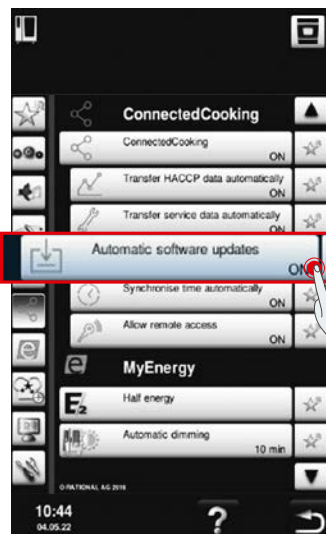 ConnectedCooking
ConnectedCooking
ON
Transfer HACCP data automatically
ON
Transfer service data automatically
ON
Automatic software updates
ON
Synchronise time automatically
ON
Allow remote access
ON
MyEnergy
E2
Half energy
Automatic dimming
10 min
© RATIONAL AG 2018
10:44
04.05.22
?